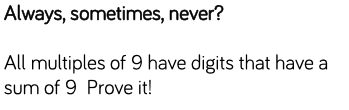 Always, sometimes, never?
All multiples of 9 have digits that have a
sum of 9  Prove it!